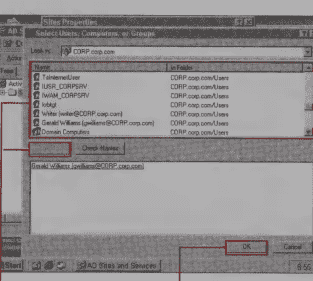 Sites Properties
Select Users, Computers, or Groups
Look in: CORP.corp.com
Name In Folder
TsInternetUser CORP.corp.com/Users
IUSR_CORPSRV CORP.corp.com/Users
IWAM_CORPSRV CORP.corp.com/Users
krbtgt CORP.corp.com/Users
Writer (writer@CORP.corp.com) CORP.corp.com/Users
Gerald Williams (gwilliams@CORP.corp.com) CORP.corp.com/Users
Domain Computers CORP.corp.com/Users
Check Names
Gerald Williams (gwilliams@CORP.corp.com)
OK Cancel
Start AD Sites and Services